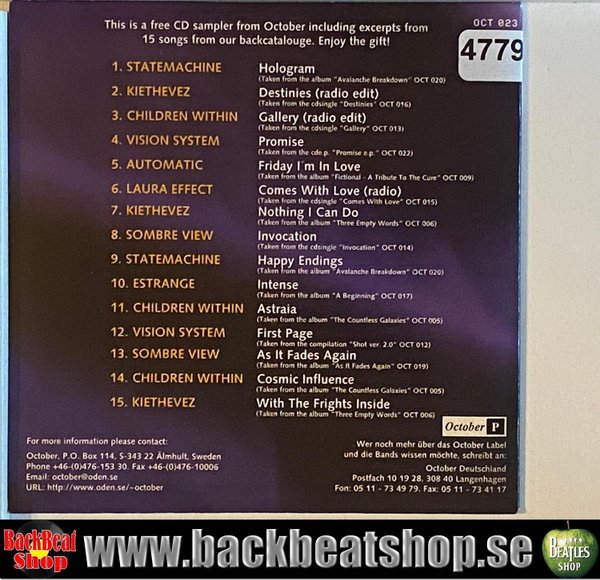 This is a free CD sampler from October including excerpts from
15 songs from our backcatalouge. Enjoy the gift!
OCT 023
4779
1. STATEMACHINE Hologram
(Taken from the album "Avalanche Breakdown" OCT 020)
2. KIETHEVEZ Destinies (radio edit)
(Taken from the cdsingle "Destinies" OCT 016)
3. CHILDREN WITHIN Gallery (radio edit)
(Taken from the cdsingle "Gallery" OCT 013)
4. VISION SYSTEM Promise
(Taken from the cde.p. "Promise e.p." OCT 022)
5. AUTOMATIC Friday I´m In Love
(Taken from the album "Fictional - A Tribute To The Cure" OCT 009)
6. LAURA EFFECT Comes With Love (radio)
(Taken from the cdsingle "Comes With Love" OCT 015)
7. KIETHEVEZ Nothing I Can Do
(Taken from the album "Three Empty Words" OCT 006)
8. SOMBRE VIEW Invocation
(Taken from the cdsingle "Invocation" OCT 014)
9. STATEMACHINE Happy Endings
(Taken from the album "Avalanche Breakdown" OCT 020)
10. ESTRANGE Intense
(Taken from the album "A Beginning" OCT 017)
11. CHILDREN WITHIN Astraia
(Taken from the album "The Countless Galaxies" OCT 005)
12. VISION SYSTEM First Page
(Taken from the compilation "Shot ver. 2.0" OCT 012)
13. SOMBRE VIEW As It Fades Again
(Taken from the album "As It Fades Again" OCT 019)
14. CHILDREN WITHIN Cosmic Influence
(Taken from the album "The Countless Galaxies" OCT 005)
15. KIETHEVEZ With The Frights Inside
(Taken from the album "Three Empty Words" OCT 006)
October P
For more information please contact:
October, P.O. Box 114, S-343 22 Älmhult, Sweden
Phone +46-(0)476-153 30. Fax +46-(0)476-10006
Email: october@oden.se
URL: http://www.oden.se/~october
Wer noch mehr über das October Label
und die Bands wissen möchte, schreibt an:
October Deutschland
Postfach 10 19 28, 308 40 Langenhagen
Fon: 05 11 - 73 49 79. Fax: 05 11 - 73 41 17
BackBeat
Shop
www.backbeatshop.se
BEATLES
SHOP